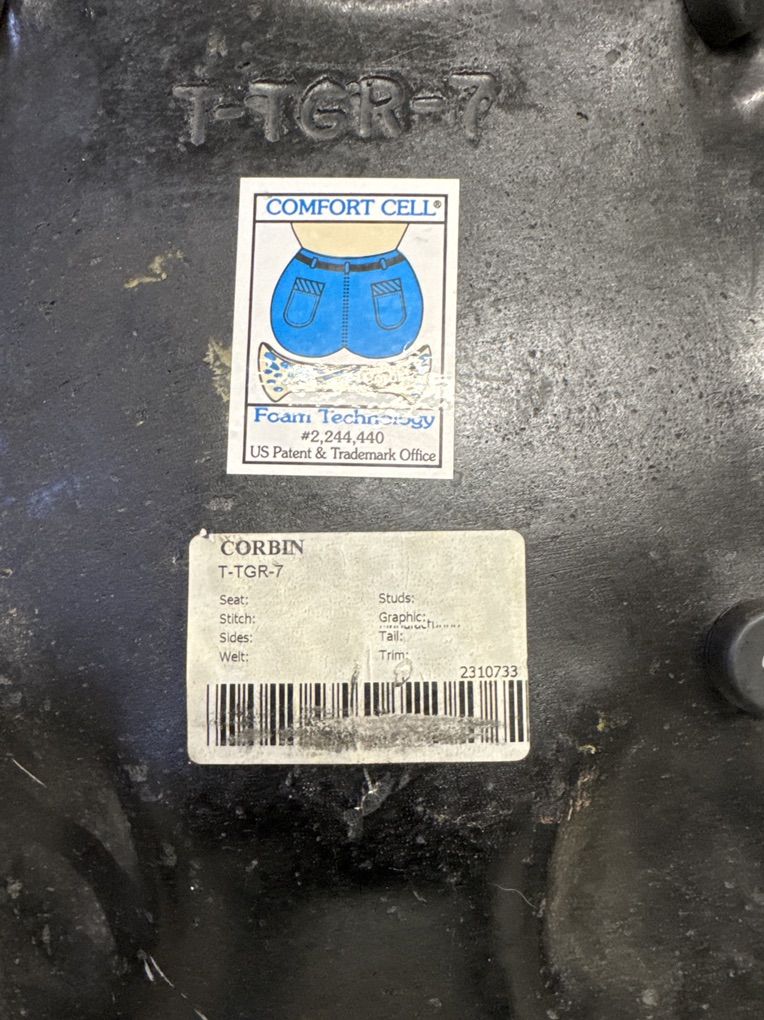 T-TGR-7
COMFORT CELL®
Foam Technology
#2,244,440
US Patent & Trademark Office
CORBIN
T-TGR-7
Seat:
Studs:
Stitch:
Graphic:
Sides:
Tail:
Welt:
Trim:
2310733